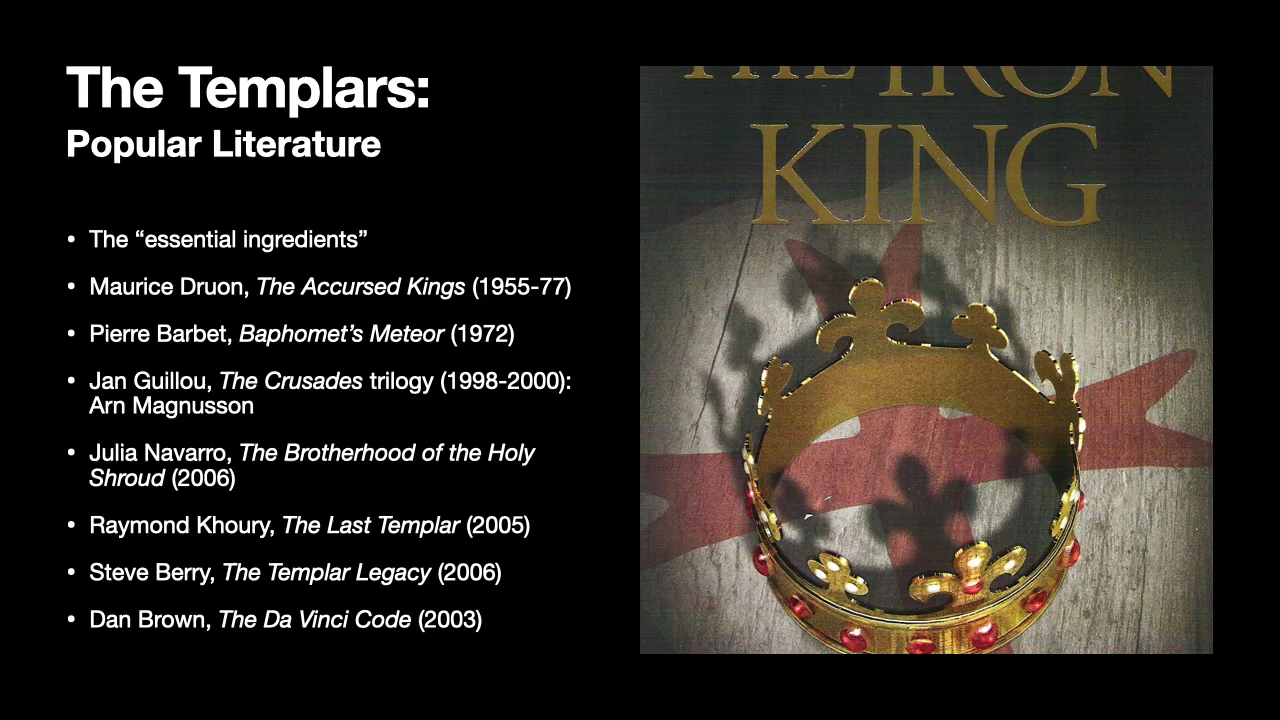 The Templars:
Popular Literature
• The “essential ingredients”
• Maurice Druon, The Accursed Kings (1955-77)
• Pierre Barbet, Baphomet’s Meteor (1972)
• Jan Guillou, The Crusades trilogy (1998-2000):
Arn Magnusson
• Julia Navarro, The Brotherhood of the Holy
Shroud (2006)
• Raymond Khoury, The Last Templar (2005)
• Steve Berry, The Templar Legacy (2006)
• Dan Brown, The Da Vinci Code (2003)
THE IRON
KING